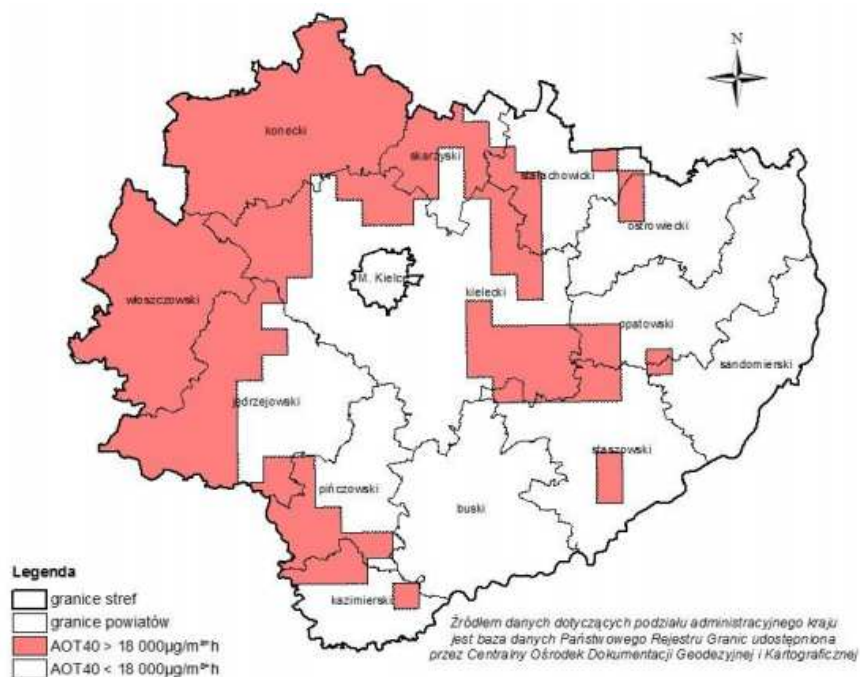 N
konecki
skarżyski
starachowicki
ostrowiecki
M. Kielce
włoszczowski
kielecki
opatowski
sandomierski
jędrzejowski
staszowski
pińczowski
buski
kazimierski
Legenda
granice stref
granice powiatów
AOT40 > 18 000µg/m³*h
AOT40 < 18 000µg/m³*h
Źródłem danych dotyczących podziału administracyjnego kraju
jest baza danych Państwowego Rejestru Granic udostępniona
przez Centralny Ośrodek Dokumentacji Geodezyjnej i Kartograficznej